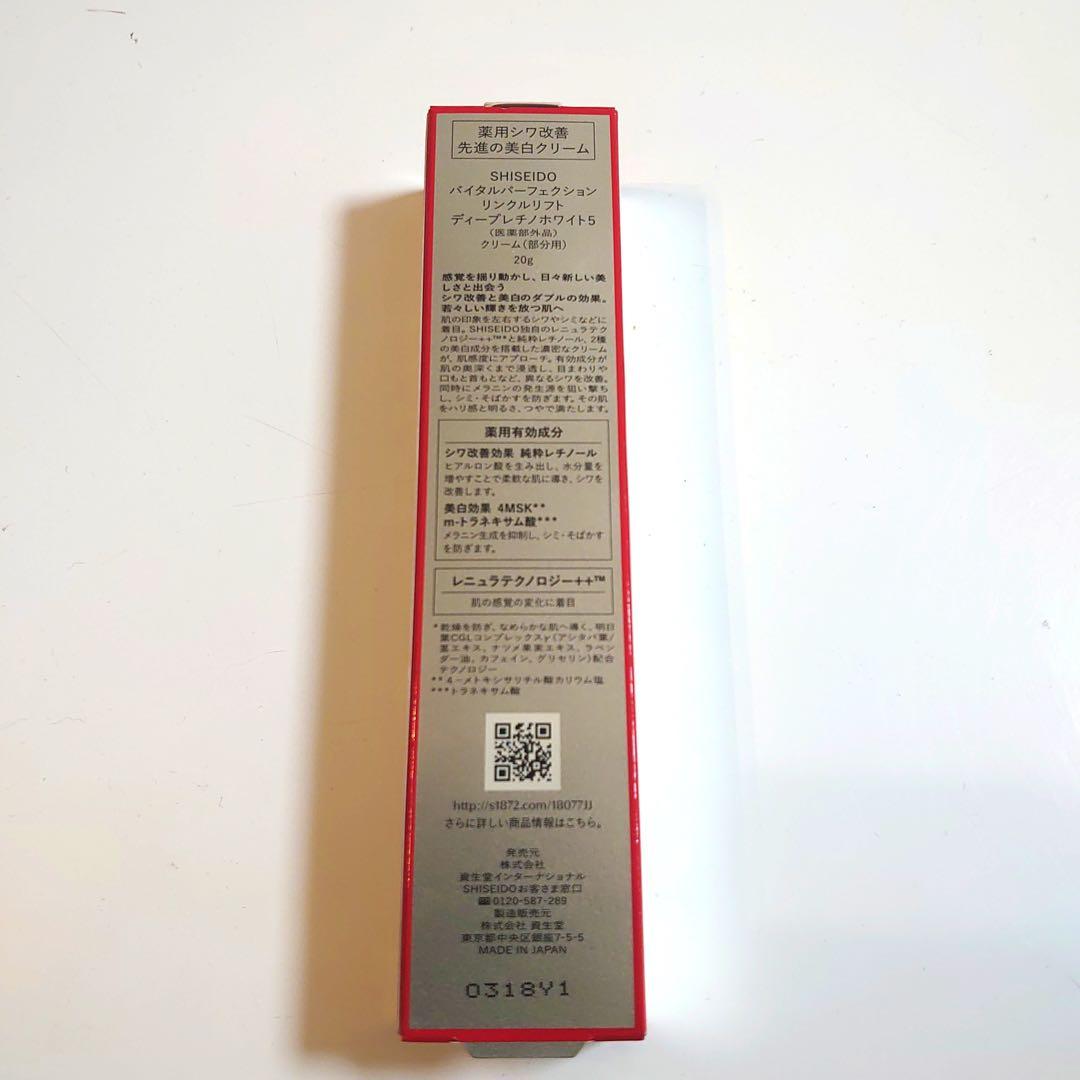 薬用シワ改善
先進の美白クリーム
SHISEIDO
バイタルパーフェクション
リンクルリフト
ディープレチノホワイト5
(医薬部外品)
クリーム(部分用)
20g
感覚を揺り動かし、日々新しい美
しさと出会う
シワ改善と美白のダブルの効果。
若々しい輝きを放つ肌へ
肌の印象を左右するシワやシミなどに
着目。SHISEIDO独自のレニュラテク
ノロジー++™*と純粋レチノール、2種
の美白成分を搭載した濃密なクリーム
が、肌感度にアプローチ。有効成分が
肌の奥深くまで浸透し、目まわりや
口もと首もとなど、異なるシワを改善。
同時にメラニンの発生源を狙い撃ち
し、シミ・そばかすを防ぎます。その肌
をハリ感と明るさ、つやで満たします。
薬用有効成分
シワ改善効果 純粋レチノール
ヒアルロン酸を生み出し、水分量を
増やすことで柔軟な肌に導き、シワを
改善します。
美白効果 4MSK**
m-トラネキサム酸***
メラニン生成を抑制し、シミ・そばかす
を防ぎます。
レニュラテクノロジー++™
肌の感覚の変化に着目
*乾燥を防ぎ、なめらかな肌へ導く、明日
葉CGLコンプレックスγ(アシタバ葉/
茎エキス、ナツメ果実エキス、ラベン
ダー油、カフェイン、グリセリン)配合
テクノロジー
**4-メトキシサリチル酸カリウム塩
***トラネキサム酸
http://s1872.com/18077JJ
さらに詳しい商品情報はこちら。
発売元
株式会社
資生堂インターナショナル
SHISEIDOお客さま窓口
0120-587-289
製造販売元
株式会社 資生堂
東京都中央区銀座7-5-5
MADE IN JAPAN
0318Y1